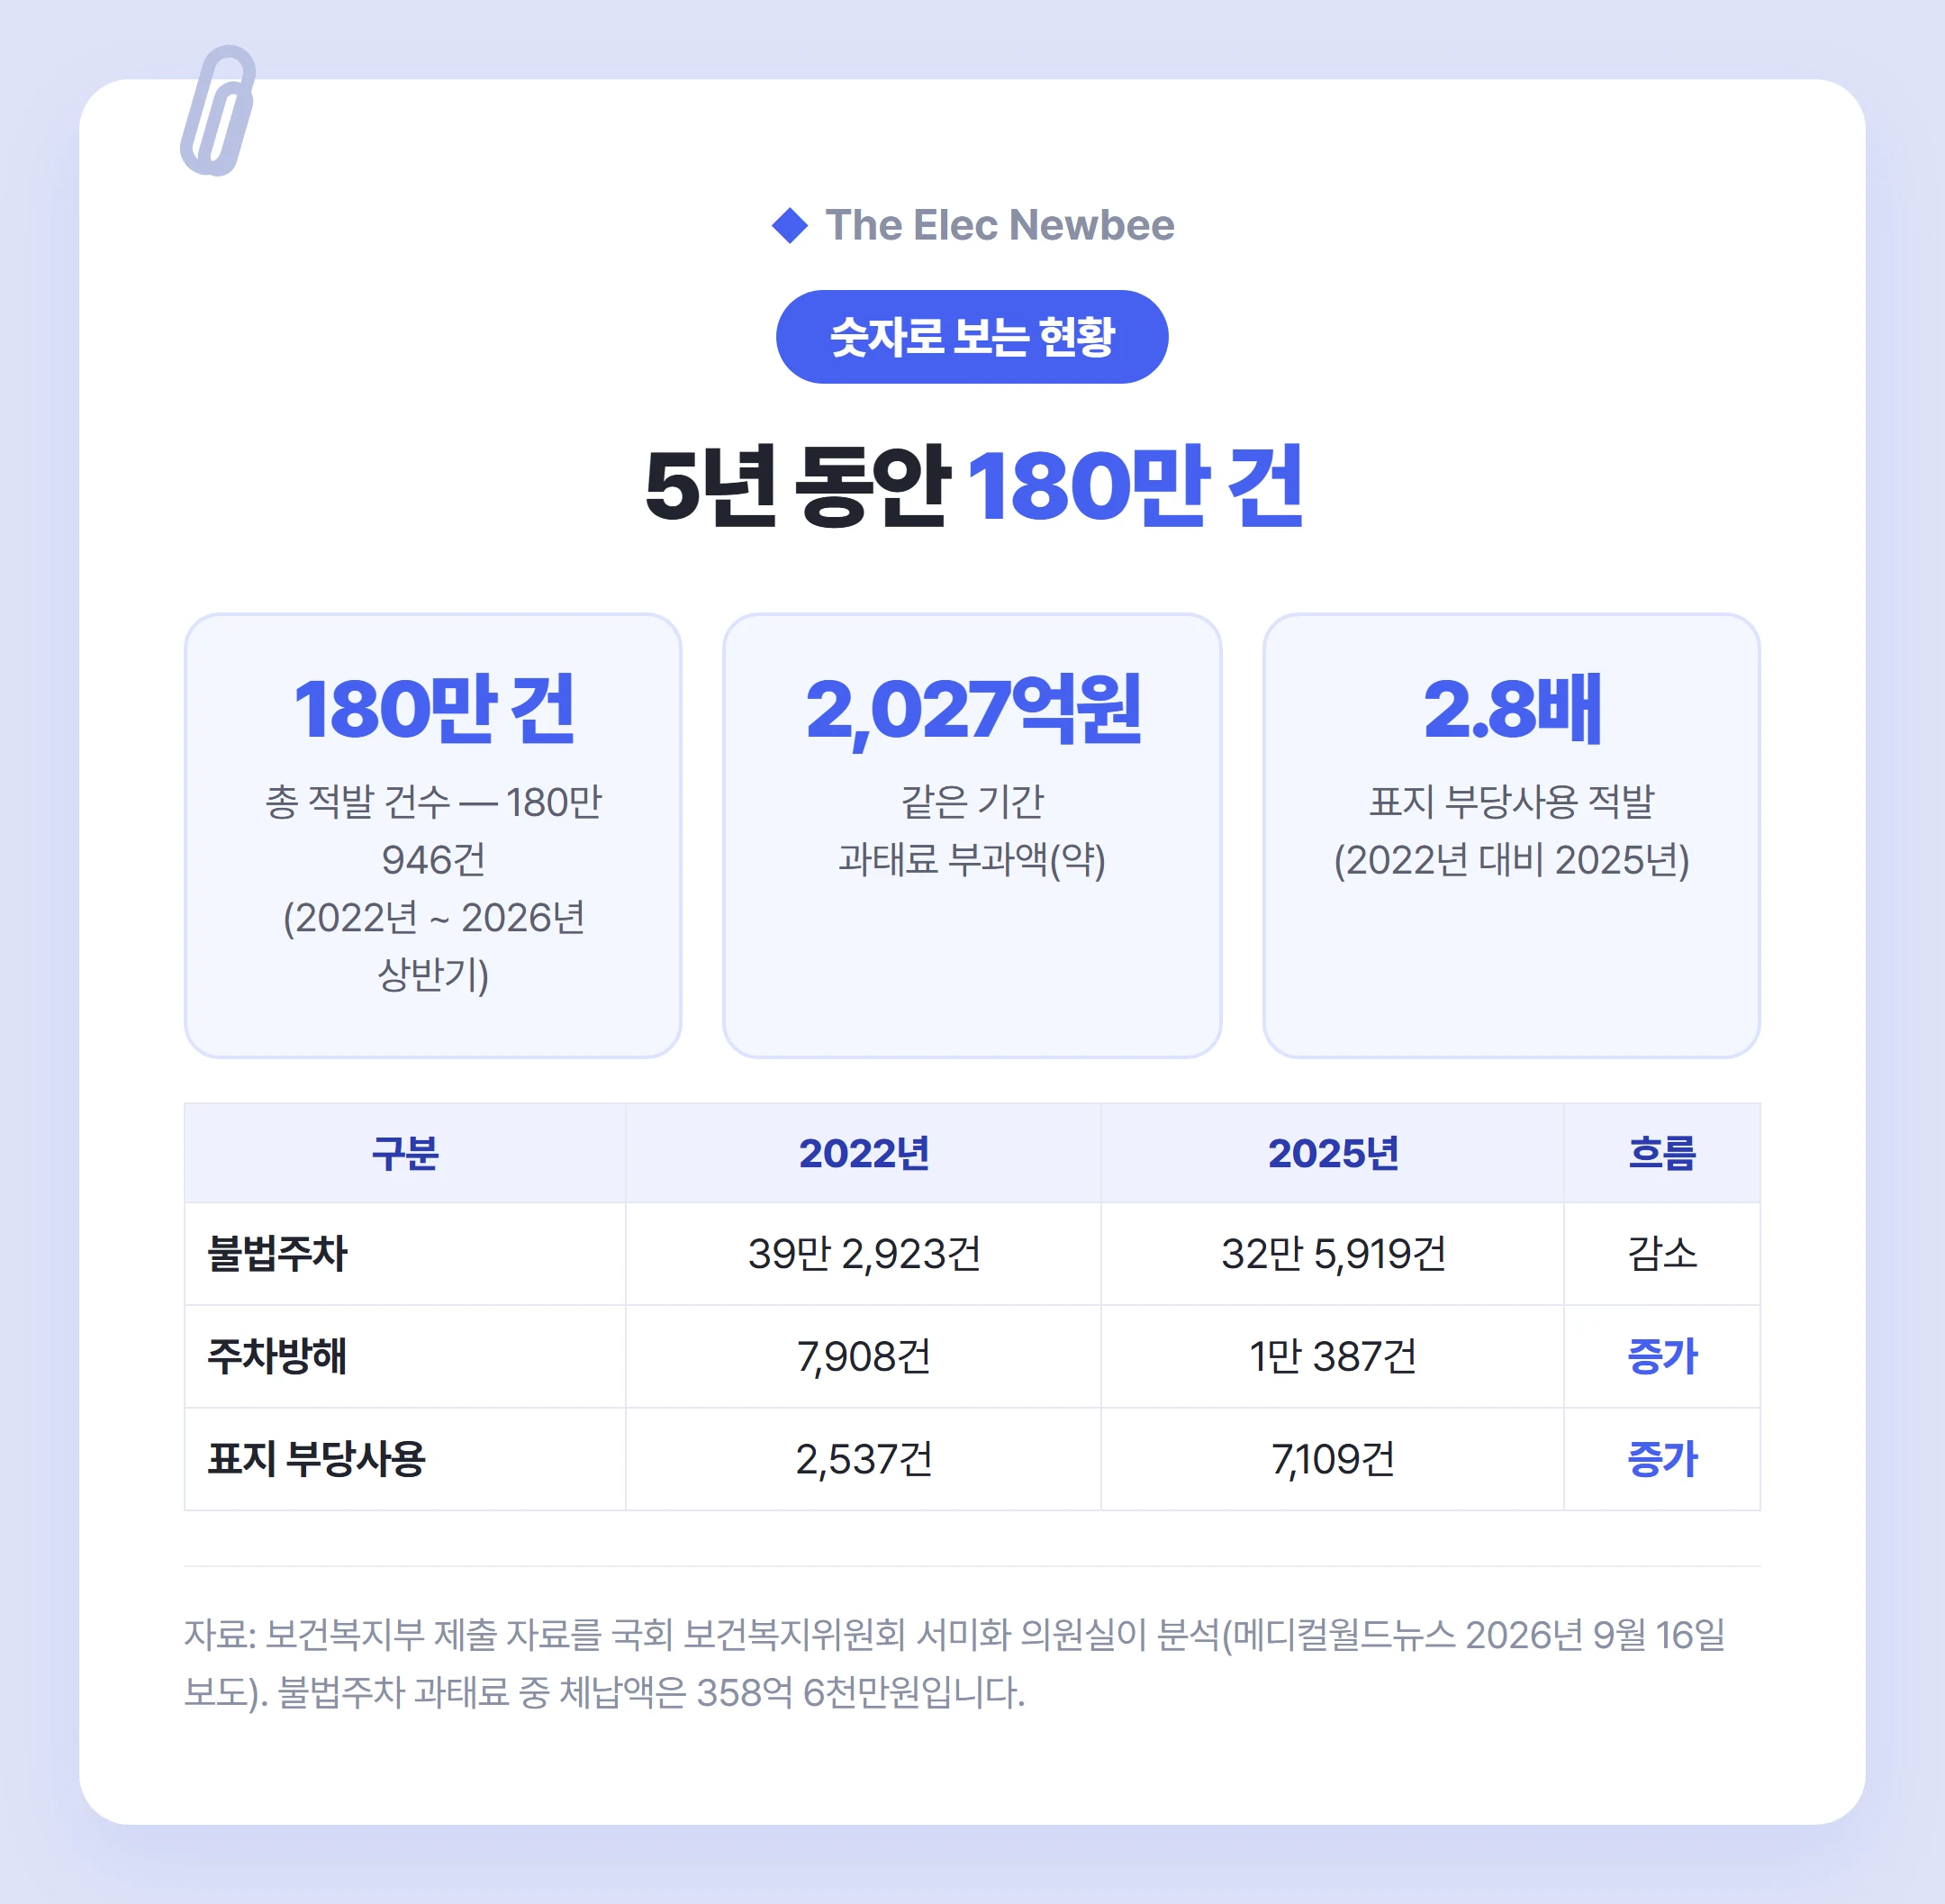 The Elec Newbee
숫자로 보는 현황
5년 동안 180만 건
180만 건
총 적발 건수 — 180만
946건
(2022년 ~ 2026년
상반기)
2,027억원
같은 기간
과태료 부과액(약)
2.8배
표지 부당사용 적발
(2022년 대비 2025년)
구분 2022년 2025년 흐름
불법주차 39만 2,923건 32만 5,919건 감소
주차방해 7,908건 1만 387건 증가
표지 부당사용 2,537건 7,109건 증가
자료: 보건복지부 제출 자료를 국회 보건복지위원회 서미화 의원실이 분석(메디컬월드뉴스 2026년 9월 16일
보도). 불법주차 과태료 중 체납액은 358억 6천만원입니다.